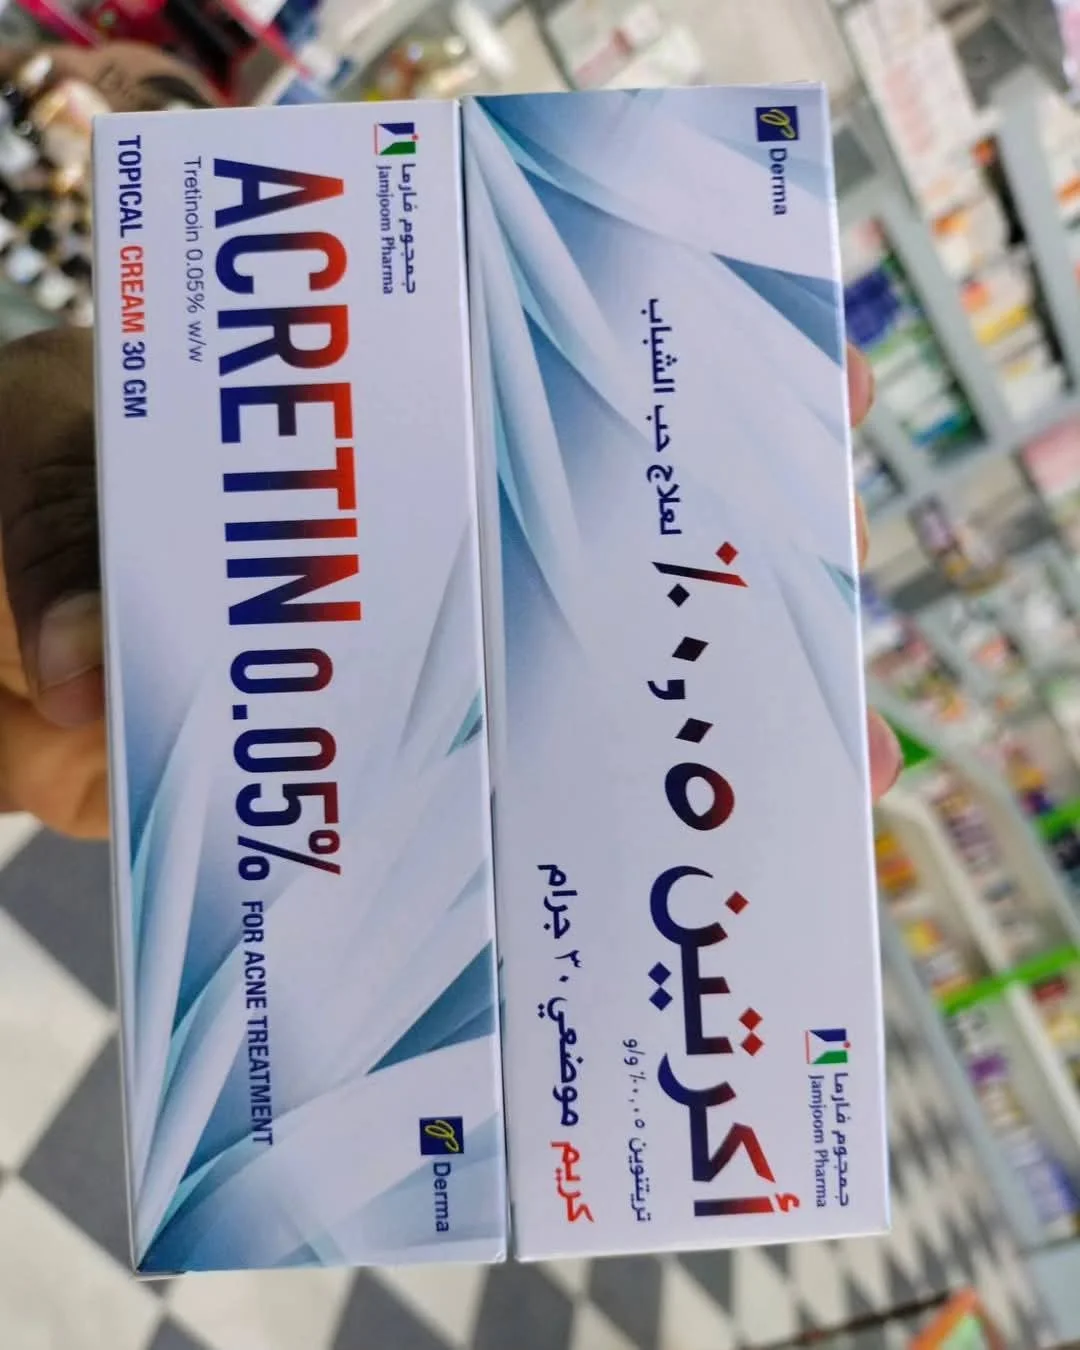 جمجوم فارما
Jamjoom Pharma
ACRETIN 0.05% FOR ACNE TREATMENT
Tretinoin 0.05% w/w
TOPICAL CREAM 30 GM
Derma
Derma
جمجوم فارما
Jamjoom Pharma
أكرتين ٠,٠٥٪ لعلاج حب الشباب
تريتنوين ٠,٠٥٪ و/و
كريم موضعي ٣٠ جرام